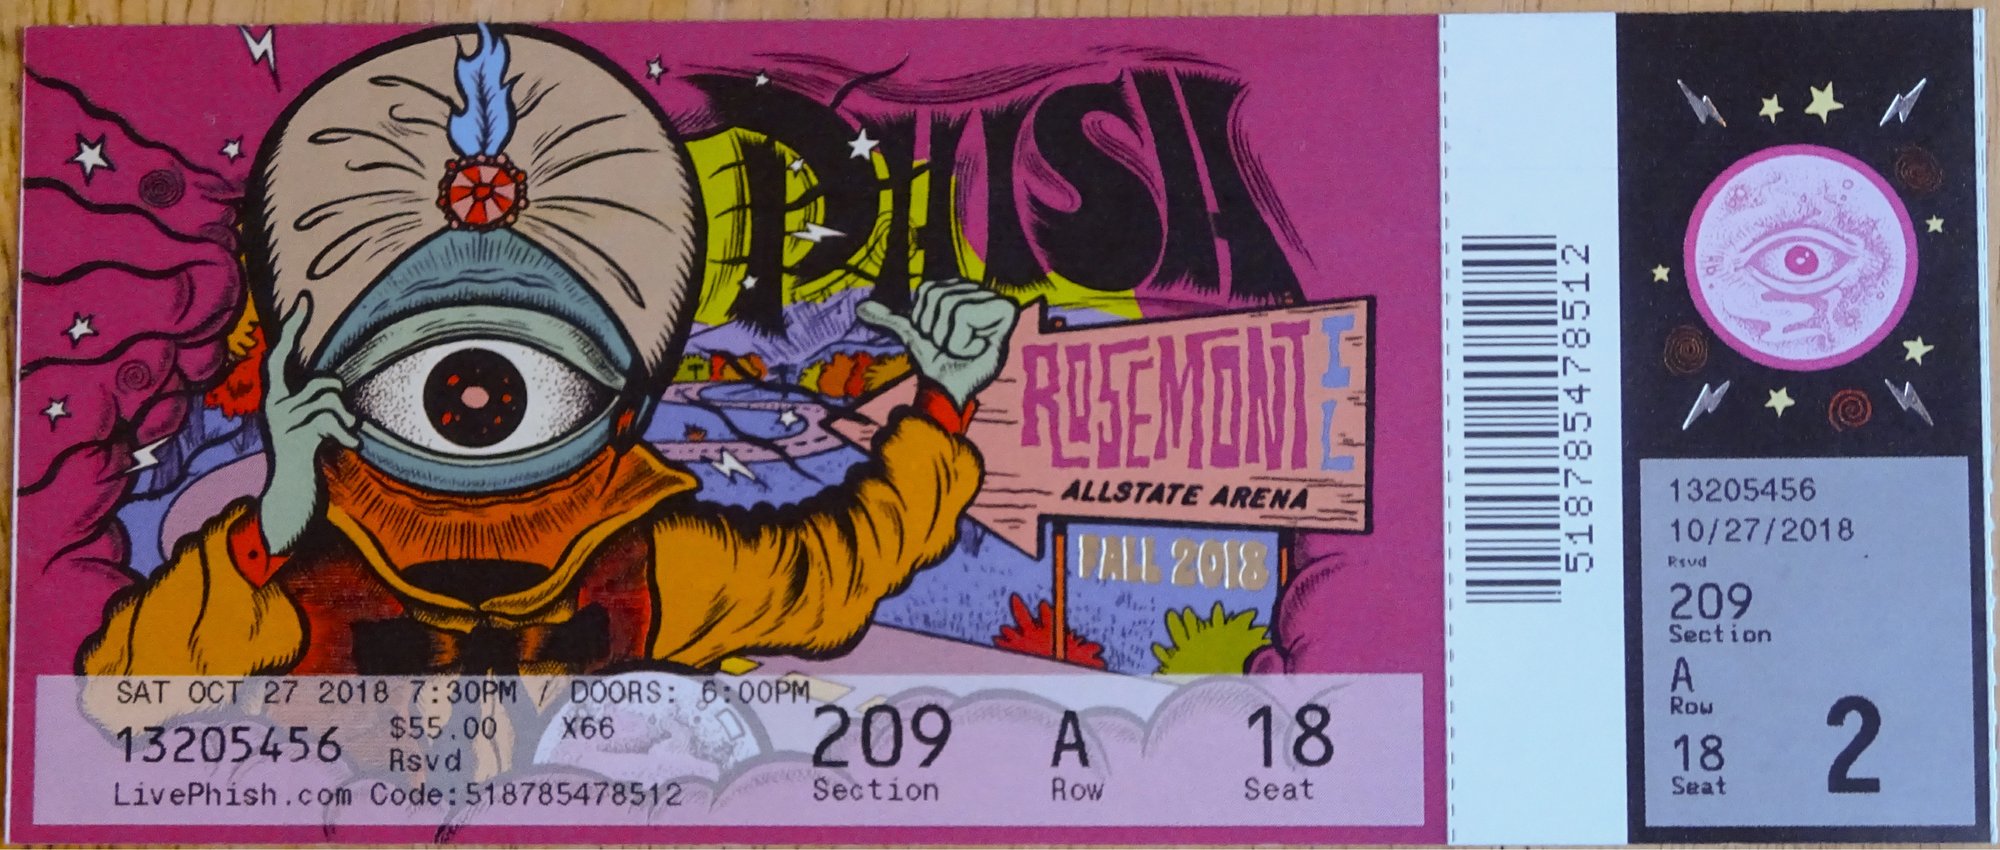 PHISH
ROSEMONT IL
ALLSTATE ARENA
FALL 2018
SAT OCT 27 2018 7:30PM / DOORS: 6:00PM
13205456 $55.00 X66
Rsvd
LivePhish.com Code:518785478512
209 A 18
Section Row Seat
518785478512
13205456
10/27/2018
Rsvd
209
Section
A
Row
18
Seat
2